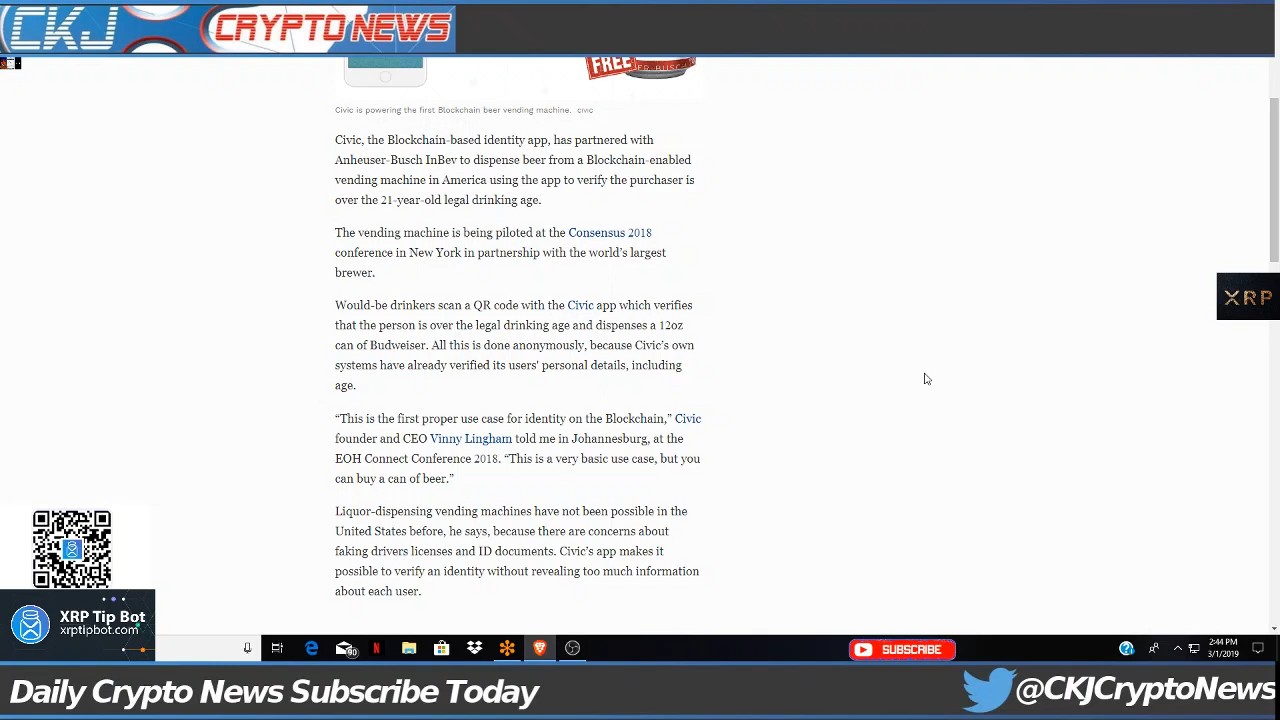 CKJ CRYPTO NEWS
FREE
ER-BUSCH
Civic is powering the first Blockchain beer vending machine. CIVIC
Civic, the Blockchain-based identity app, has partnered with
Anheuser-Busch InBev to dispense beer from a Blockchain-enabled
vending machine in America using the app to verify the purchaser is
over the 21-year-old legal drinking age.
The vending machine is being piloted at the Consensus 2018
conference in New York in partnership with the world's largest
brewer.
XRP
Would-be drinkers scan a QR code with the Civic app which verifies
that the person is over the legal drinking age and dispenses a 12oz
can of Budweiser. All this is done anonymously, because Civic's own
systems have already verified its users' personal details, including
age.
“This is the first proper use case for identity on the Blockchain,” Civic
founder and CEO Vinny Lingham told me in Johannesburg, at the
EOH Connect Conference 2018. “This is a very basic use case, but you
can buy a can of beer.”
Liquor-dispensing vending machines have not been possible in the
United States before, he says, because there are concerns about
faking drivers licenses and ID documents. Civic's app makes it
possible to verify an identity without revealing too much information
about each user.
XRP Tip Bot
xrptipbot.com
SUBSCRIBE
2:44 PM
3/1/2019
Daily Crypto News Subscribe Today
@CKJCryptoNews